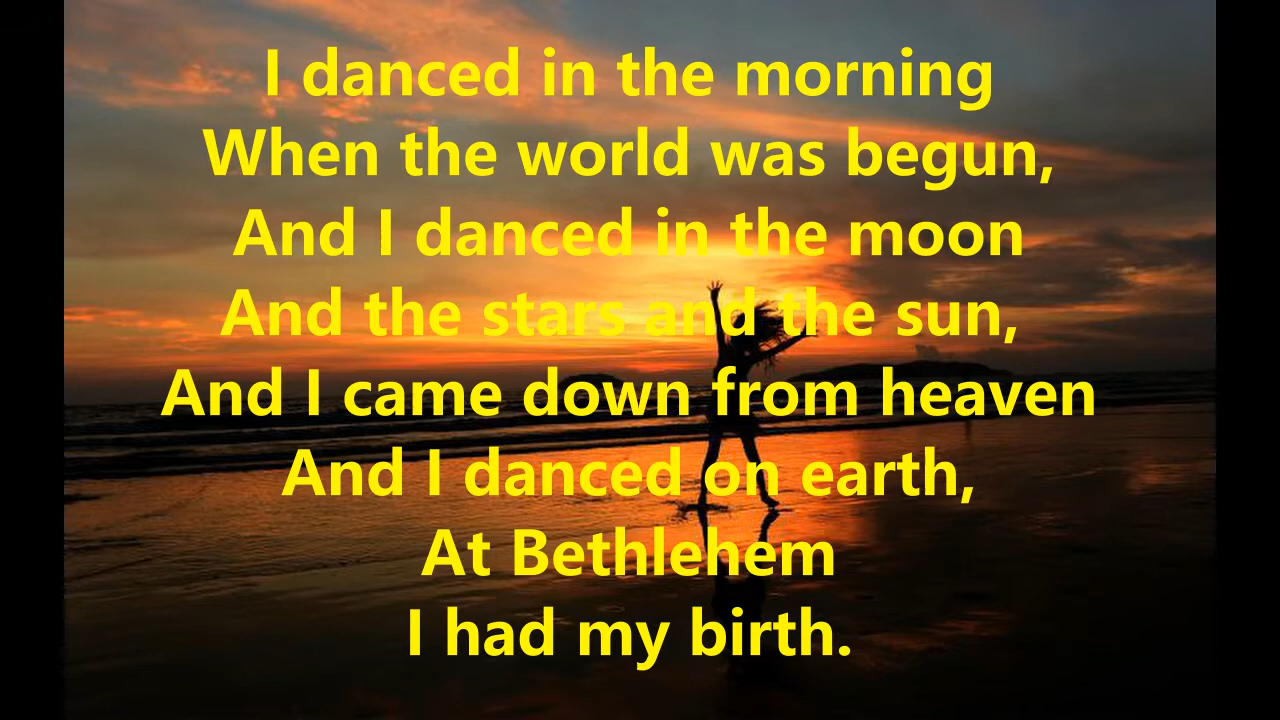 I danced in the morning
When the world was begun,
And I danced in the moon
And the stars and the sun,
And I came down from heaven
And I danced on earth,
At Bethlehem
I had my birth.